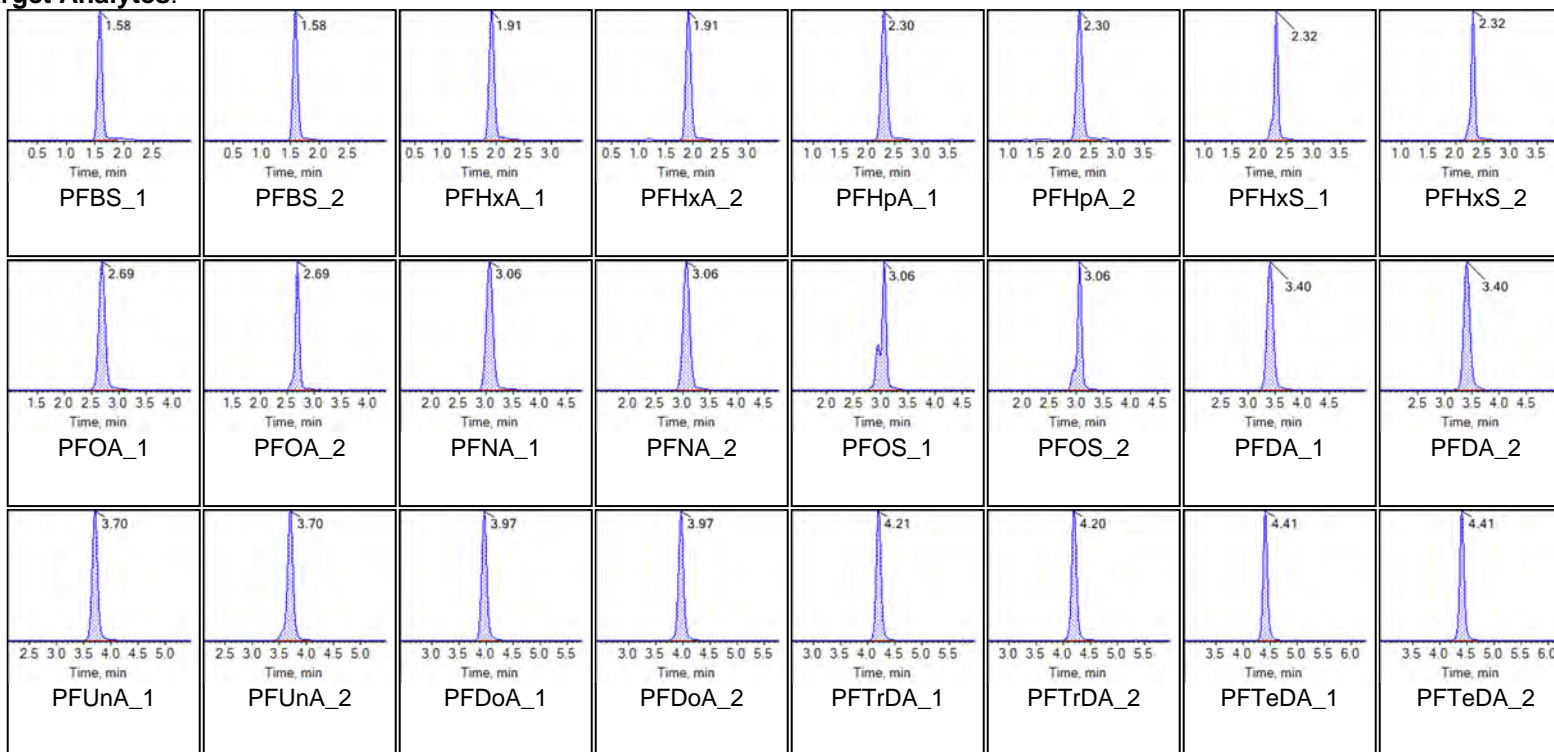 rget Analytes:
1.58 1.58 1.91 1.91 2.30 2.30 2.32 2.32
0.5 1.0 1.5 2.0 2.5 0.5 1.0 1.5 2.0 2.5 0.5 1.0 1.5 2.0 2.5 3.0 0.5 1.0 1.5 2.0 2.5 3.0 1.0 1.5 2.0 2.5 3.0 3.5 1.0 1.5 2.0 2.5 3.0 3.5 1.0 1.5 2.0 2.5 3.0 3.5 1.0 1.5 2.0 2.5 3.0 3.5
Time, min Time, min Time, min Time, min Time, min Time, min Time, min Time, min
PFBS_1 PFBS_2 PFHxA_1 PFHxA_2 PFHpA_1 PFHpA_2 PFHxS_1 PFHxS_2
2.69 2.69 3.06 3.06 3.06 3.06 3.40 3.40
1.5 2.0 2.5 3.0 3.5 4.0 1.5 2.0 2.5 3.0 3.5 4.0 2.0 2.5 3.0 3.5 4.0 4.5 2.0 2.5 3.0 3.5 4.0 4.5 2.0 2.5 3.0 3.5 4.0 4.5 2.0 2.5 3.0 3.5 4.0 4.5 2.5 3.0 3.5 4.0 4.5 2.5 3.0 3.5 4.0 4.5
Time, min Time, min Time, min Time, min Time, min Time, min Time, min Time, min
PFOA_1 PFOA_2 PFNA_1 PFNA_2 PFOS_1 PFOS_2 PFDA_1 PFDA_2
3.70 3.70 3.97 3.97 4.21 4.20 4.41 4.41
2.5 3.0 3.5 4.0 4.5 5.0 2.5 3.0 3.5 4.0 4.5 5.0 3.0 3.5 4.0 4.5 5.0 5.5 3.0 3.5 4.0 4.5 5.0 5.5 3.0 3.5 4.0 4.5 5.0 5.5 3.0 3.5 4.0 4.5 5.0 5.5 3.5 4.0 4.5 5.0 5.5 6.0 3.5 4.0 4.5 5.0 5.5 6.0
Time, min Time, min Time, min Time, min Time, min Time, min Time, min Time, min
PFUnA_1 PFUnA_2 PFDoA_1 PFDoA_2 PFTrDA_1 PFTrDA_2 PFTeDA_1 PFTeDA_2